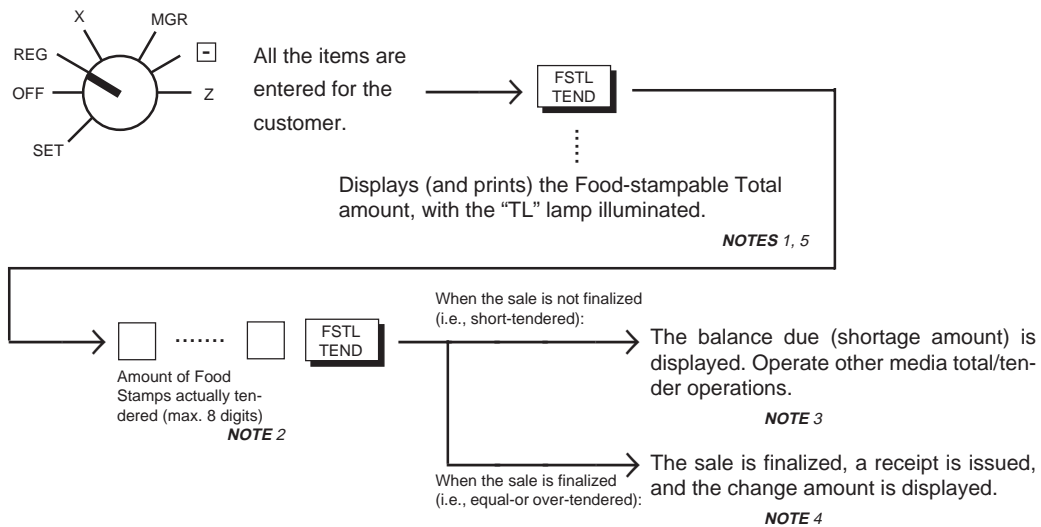 X
MGR
REG
-
OFF
Z
SET
All the items are
entered for the
customer.
FSTL
TEND
Displays (and prints) the Food-stampable Total
amount, with the “TL” lamp illuminated.
NOTES 1, 5
.......
FSTL
TEND
Amount of Food
Stamps actually ten-
dered (max. 8 digits)
NOTE 2
When the sale is not finalized
(i.e., short-tendered):
The balance due (shortage amount) is
displayed. Operate other media total/ten-
der operations.
NOTE 3
When the sale is finalized
(i.e., equal-or over-tendered):
The sale is finalized, a receipt is issued,
and the change amount is displayed.
NOTE 4